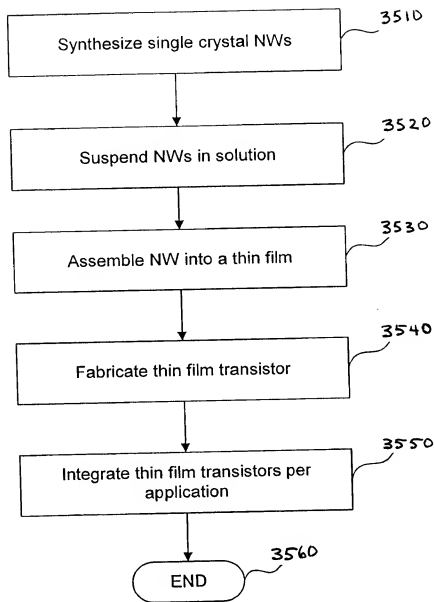 3510
Synthesize single crystal NWs
3520
Suspend NWs in solution
3530
Assemble NW into a thin film
3540
Fabricate thin film transistor
3550
Integrate thin film transistors per
application
3560
END